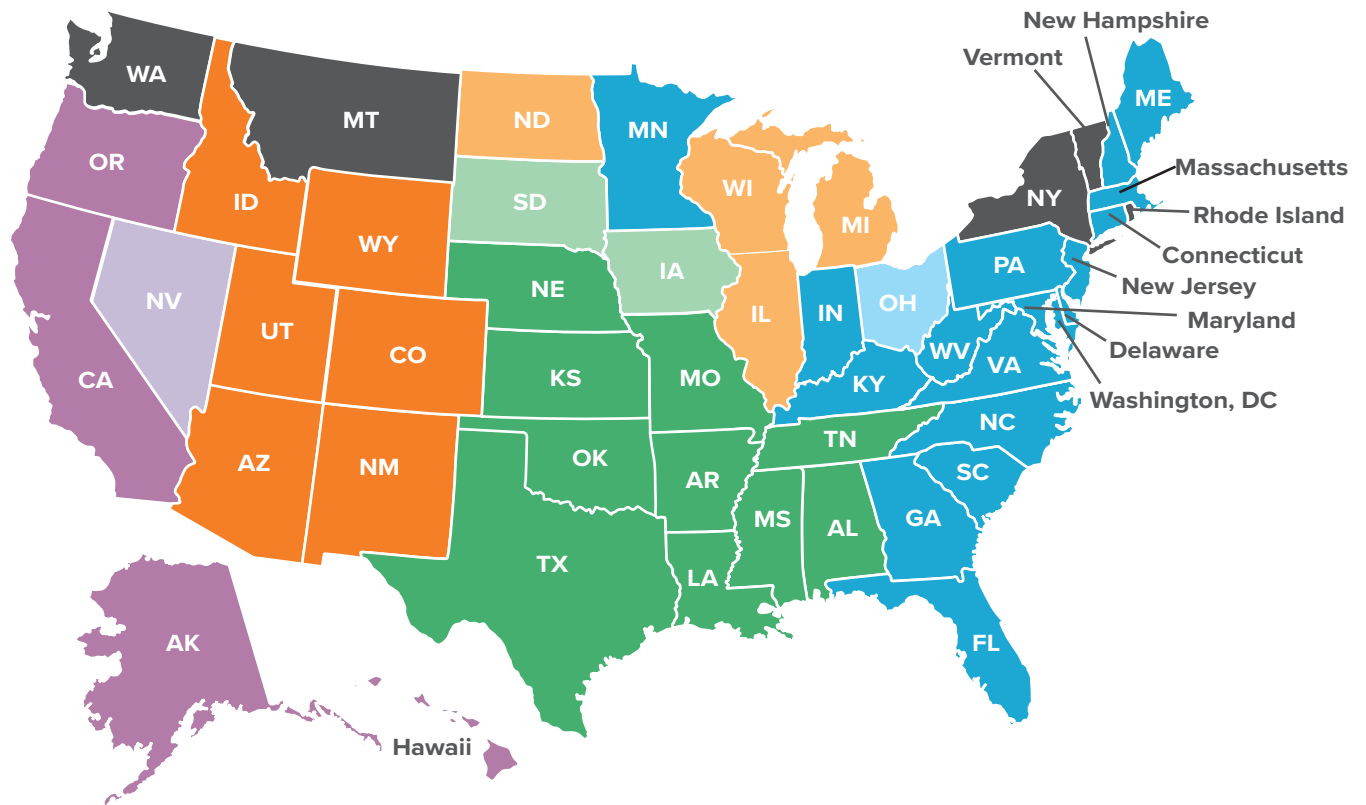 New Hampshire
Vermont
WA
ME
MT
ND
MN
OR
Massachusetts
WI
NY
ID
SD
Rhode Island
MI
WY
Connecticut
PA
IA
New Jersey
NE
NV
OH
IL
IN
Maryland
UT
WV
Delaware
CO
VA
CA
KS
MO
KY
Washington, DC
NC
TN
OK
AZ
NM
SC
AR
MS
GA
AL
TX
LA
AK
FL
Hawaii